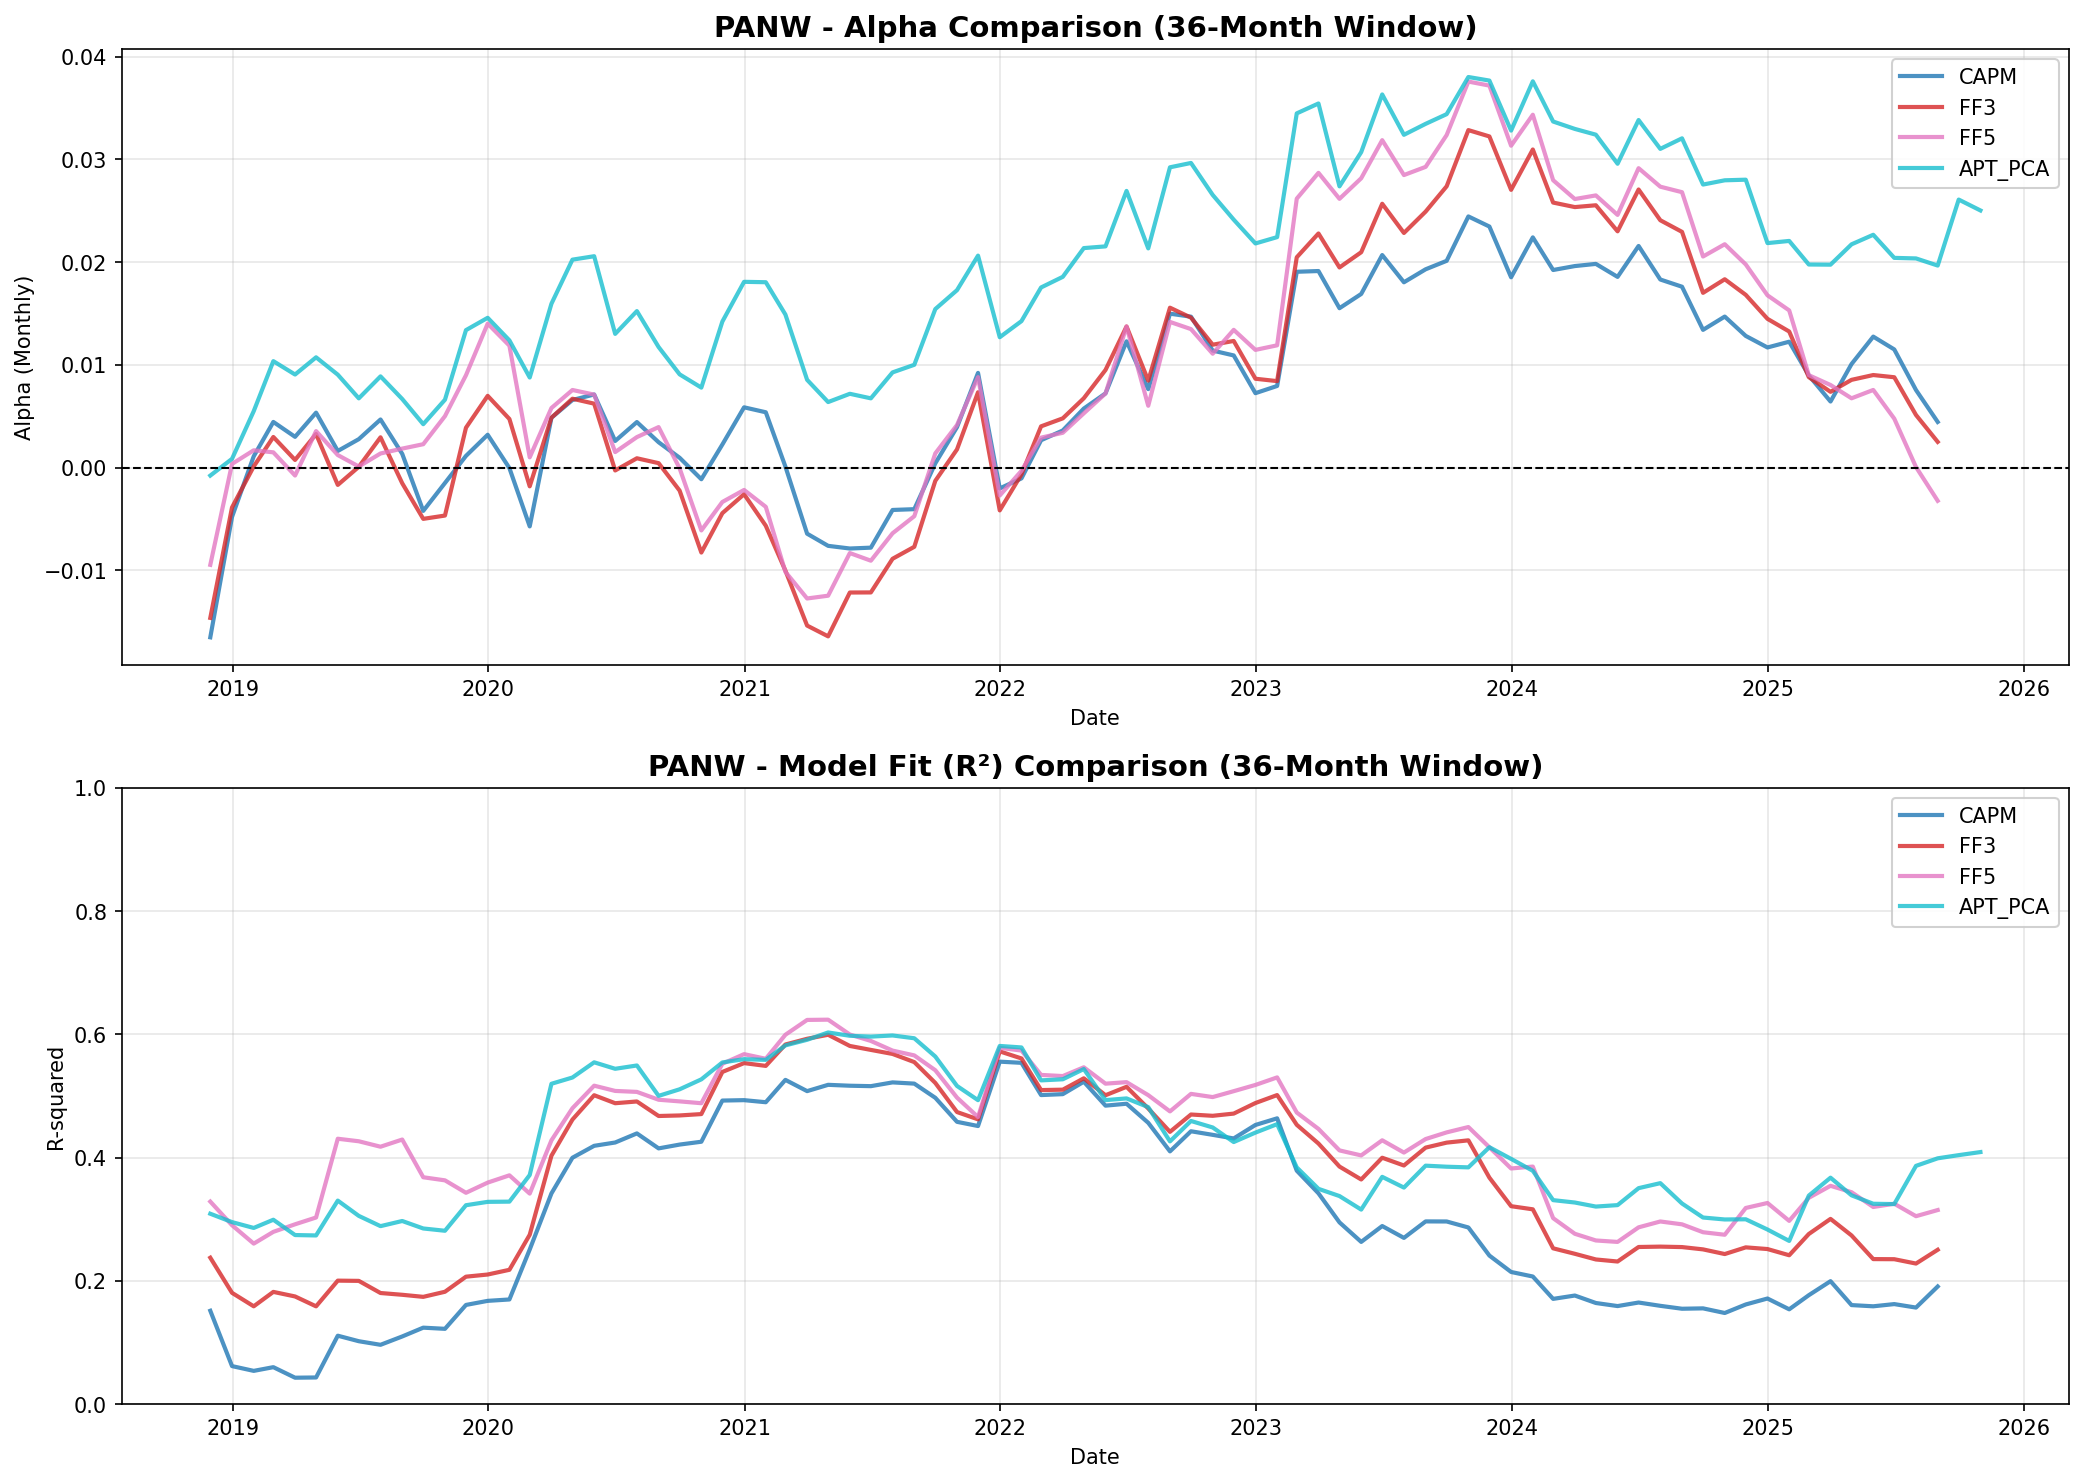 PANW - Alpha Comparison (36-Month Window)
0.04
0.03
0.02
0.01
0.00
−0.01
Alpha (Monthly)
CAPM
FF3
FF5
APT_PCA
2019 2020 2021 2022 2023 2024 2025 2026
Date
PANW - Model Fit (R²) Comparison (36-Month Window)
1.0
0.8
0.6
0.4
0.2
0.0
R-squared
CAPM
FF3
FF5
APT_PCA
2019 2020 2021 2022 2023 2024 2025 2026
Date